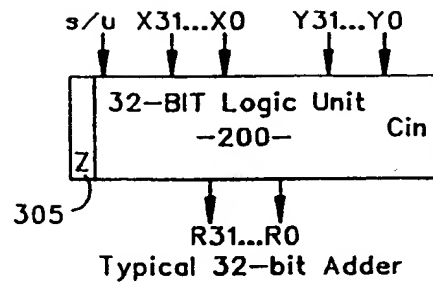 s/u X31...X0 Y31...Y0
32-BIT Logic Unit
-200- Cin
Z
305
R31...R0
Typical 32-bit Adder